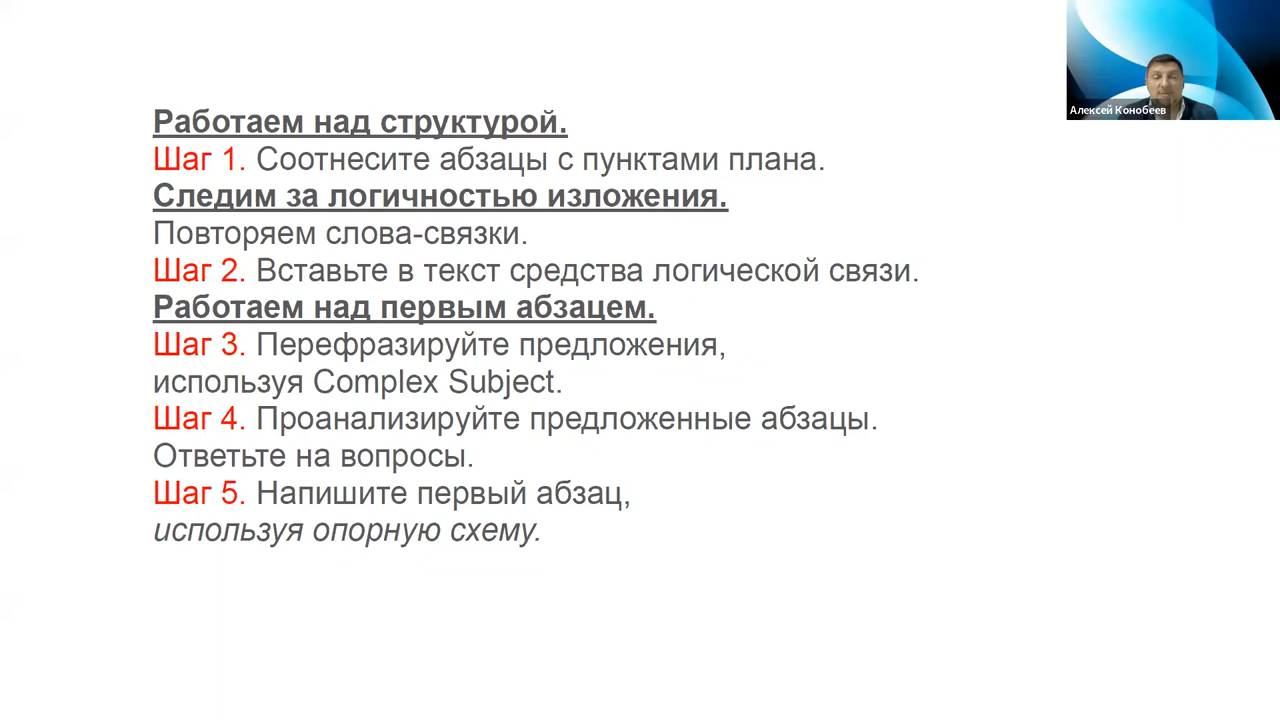 Алексей Конобеев
Работаем над структурой.
Шаг 1. Соотнесите абзацы с пунктами плана.
Следим за логичностью изложения.
Повторяем слова-связки.
Шаг 2. Вставьте в текст средства логической связи.
Работаем над первым абзацем.
Шаг 3. Перефразируйте предложения,
используя Complex Subject.
Шаг 4. Проанализируйте предложенные абзацы.
Ответьте на вопросы.
Шаг 5. Напишите первый абзац,
используя опорную схему.